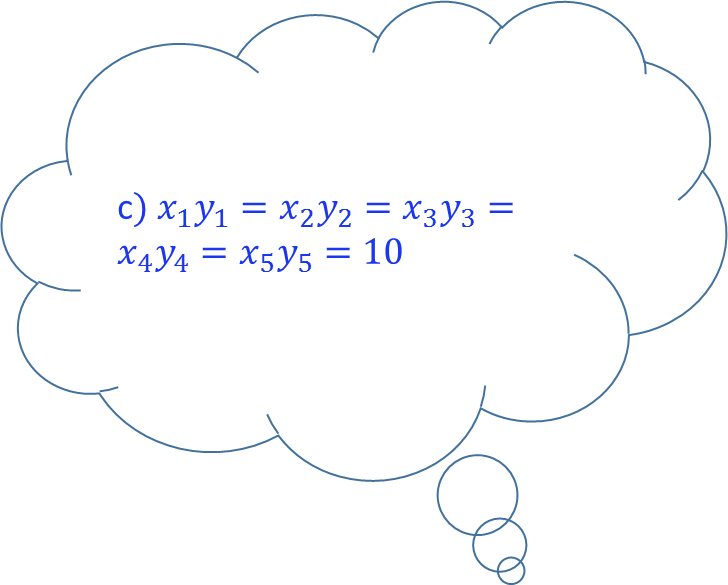 c) x₁y₁ = x₂y₂ = x₃y₃ =
x₄y₄ = x₅y₅ = 10